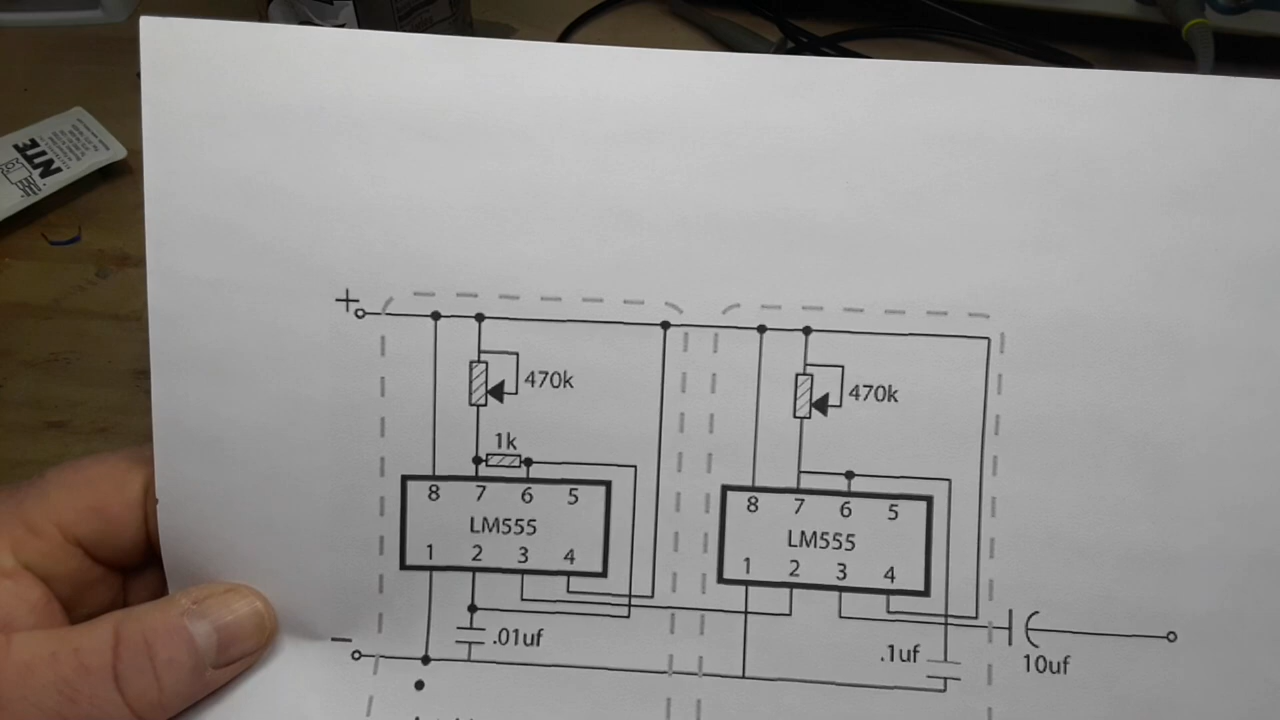 NTE
+
470k
470k
1k
8 7 6 5
LM555
1 2 3 4
8 7 6 5
LM555
1 2 3 4
.01uf
.1uf
10uf
−